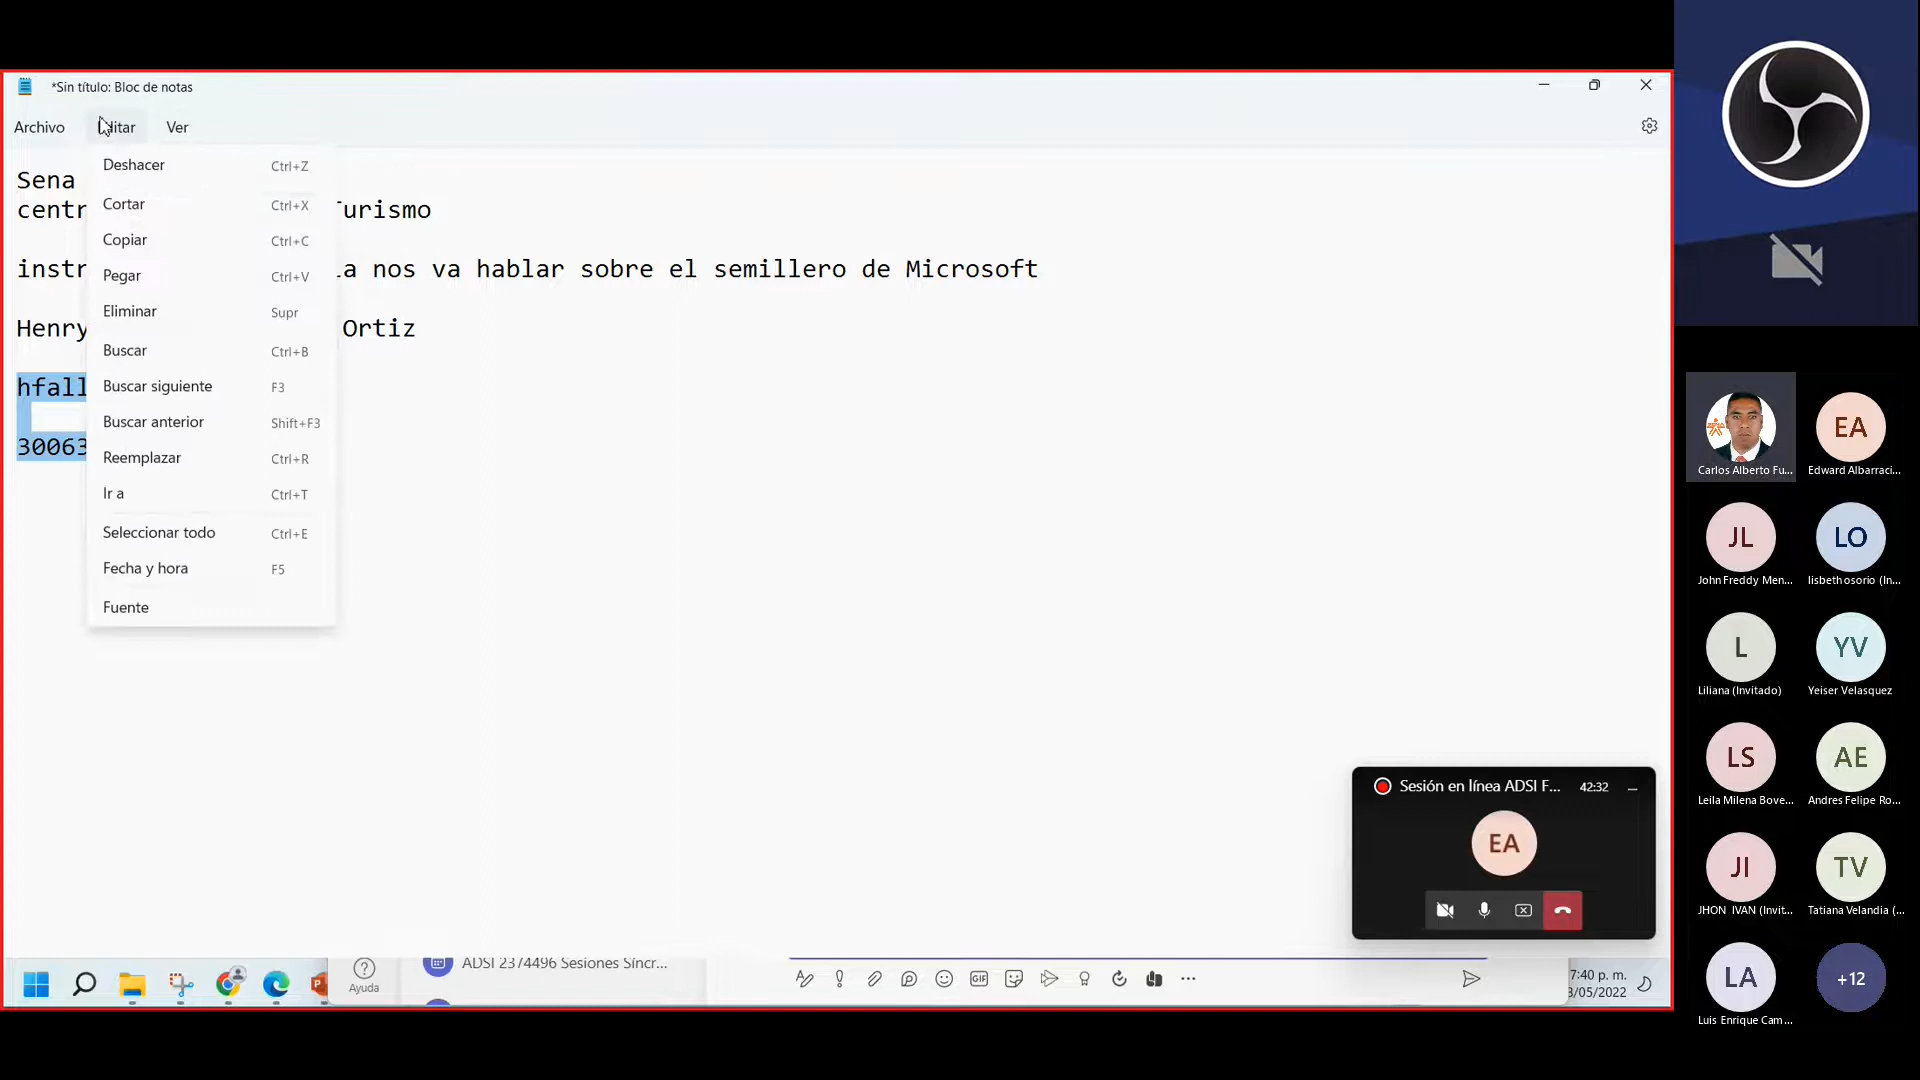 *Sin título: Bloc de notas
Archivo Editar Ver
Sena
centr Turismo
instr la nos va hablar sobre el semillero de Microsoft
Henry Ortiz
hfall
30063
Deshacer Ctrl+Z
Cortar Ctrl+X
Copiar Ctrl+C
Pegar Ctrl+V
Eliminar Supr
Buscar Ctrl+B
Buscar siguiente F3
Buscar anterior Shift+F3
Reemplazar Ctrl+R
Ir a Ctrl+T
Seleccionar todo Ctrl+E
Fecha y hora F5
Fuente
Sesión en línea ADSI F... 42:32
EA
Ayuda
ADSI 2374496 Sesiones Síncr...
GIF
7:40 p. m.
3/05/2022
Carlos Alberto Fu...
EA
Edward Albarraci...
JL
John Freddy Men...
LO
lisbeth osorio (In...
L
Liliana (Invitado)
YV
Yeiser Velasquez
LS
Leila Milena Bove...
AE
Andres Felipe Ro...
JI
JHON IVAN (Invit...
TV
Tatiana Velandia (...
LA
Luis Enrique Cam...
+12